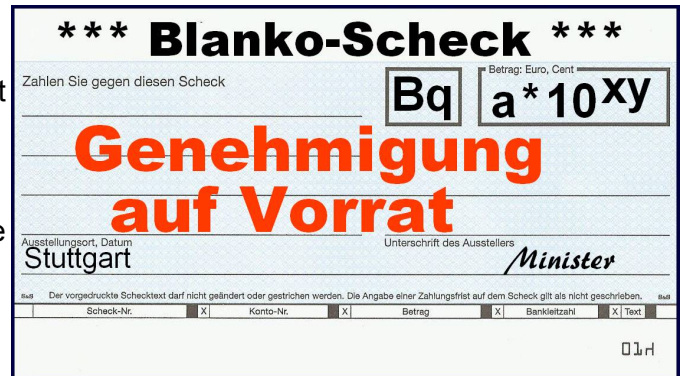 *** Blanko-Scheck ***
t
Zahlen Sie gegen diesen Scheck
Betrag: Euro, Cent
Bq
a*10xy
Genehmigung
auf Vorrat
e
Ausstellungsort, Datum
Unterschrift des Ausstellers
Stuttgart
Minister
Der vorgedruckte Schecktext darf nicht geändert oder gestrichen werden. Die Angabe einer Zahlungsfrist auf dem Scheck gilt als nicht geschrieben.
Scheck-Nr. X Konto-Nr. X Betrag X Bankleitzahl X Text